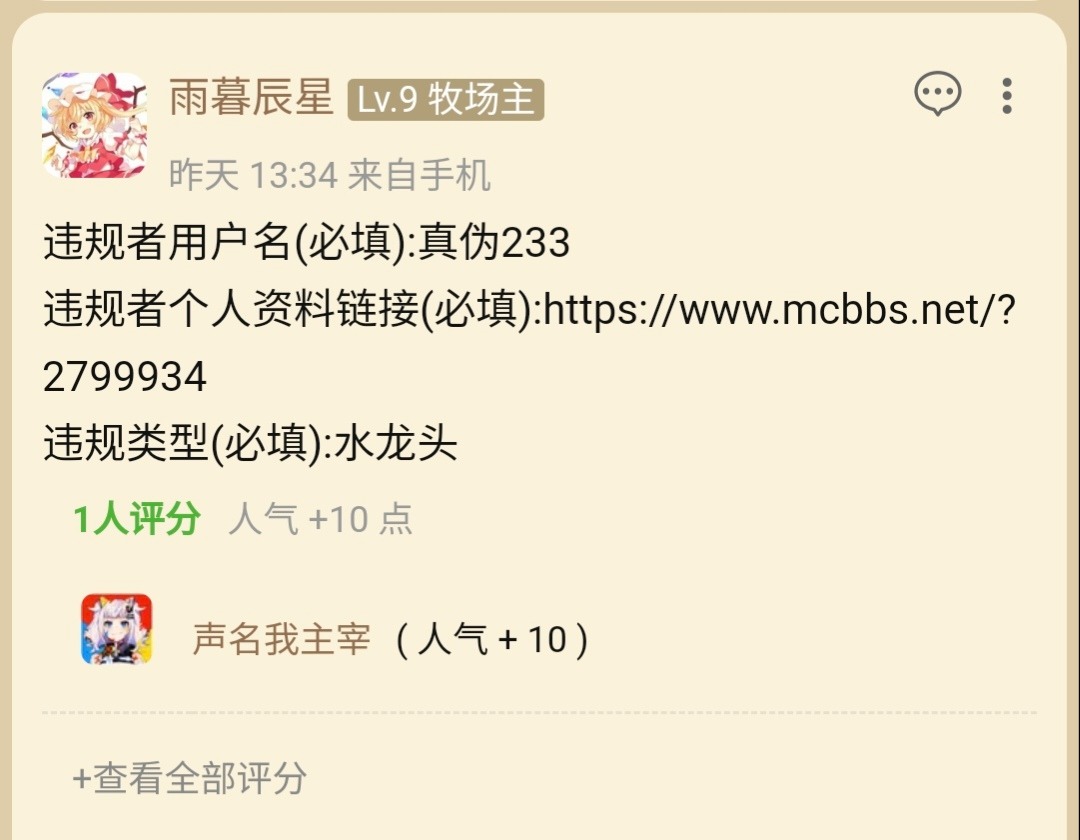 雨暮辰星 Lv.9 牧场主
昨天 13:34 来自手机
违规者用户名(必填):真伪233
违规者个人资料链接(必填):https://www.mcbbs.net/?
2799934
违规类型(必填):水龙头
1人评分 人气 +10 点
声名我主宰 ( 人气 + 10 )
+查看全部评分